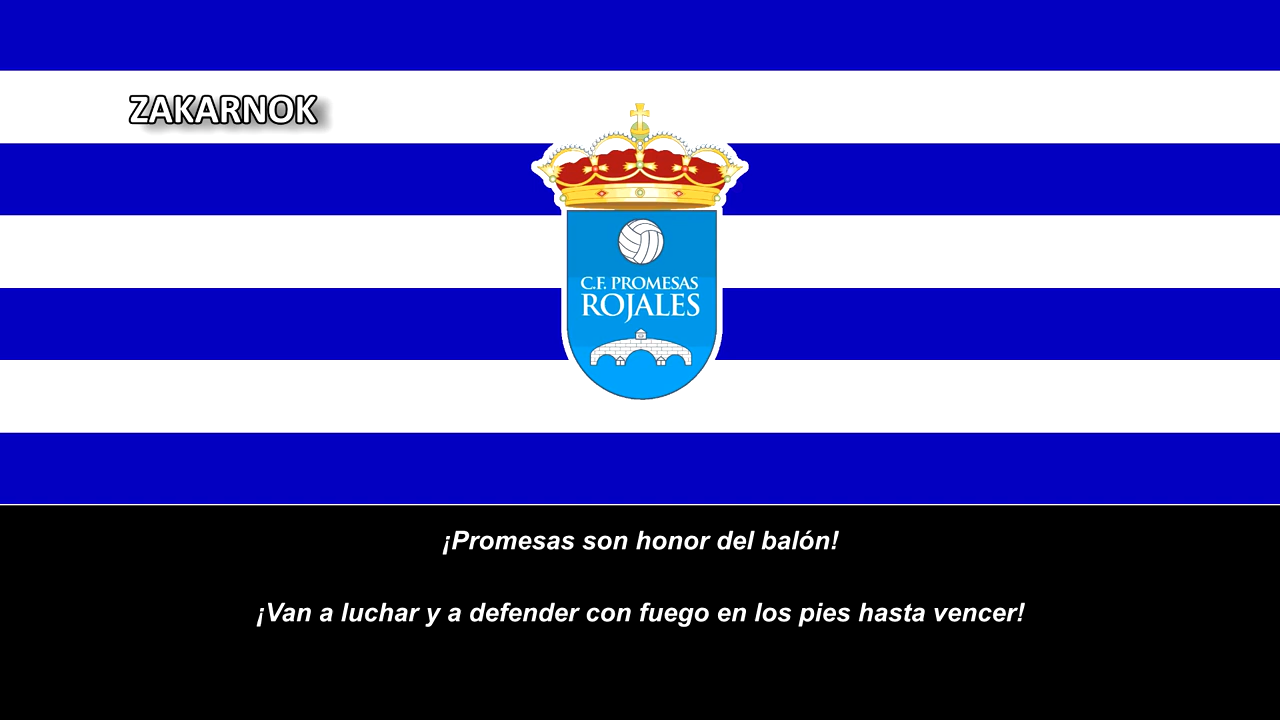 ZAKARNOK
C.F. PROMESAS
ROJALES
¡Promesas son honor del balón!
¡Van a luchar y a defender con fuego en los pies hasta vencer!